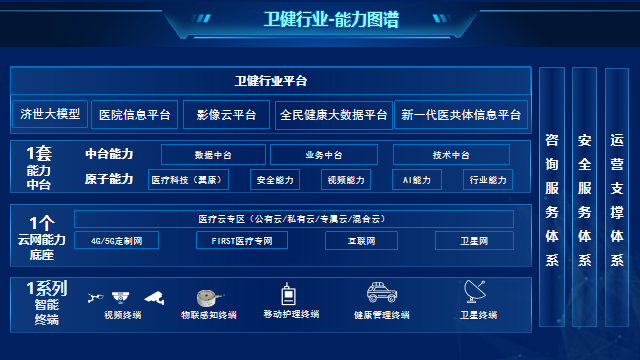 卫健行业-能力图谱
卫健行业平台
济世大模型
医院信息平台
影像云平台
全民健康大数据平台
新一代医共体信息平台
1套
能力
中台
中台能力
数据中台
业务中台
技术中台
原子能力
医疗科技（翼康）
安全能力
视频能力
AI能力
行业能力
1个
云网能力
底座
医疗云专区（公有云/私有云/专属云/混合云）
4G/5G定制网
FIRST医疗专网
互联网
卫星网
1系列
智能
终端
视频终端
物联感知终端
移动护理终端
健康管理终端
卫星终端
咨询服务体系
安全服务体系
运营支撑体系